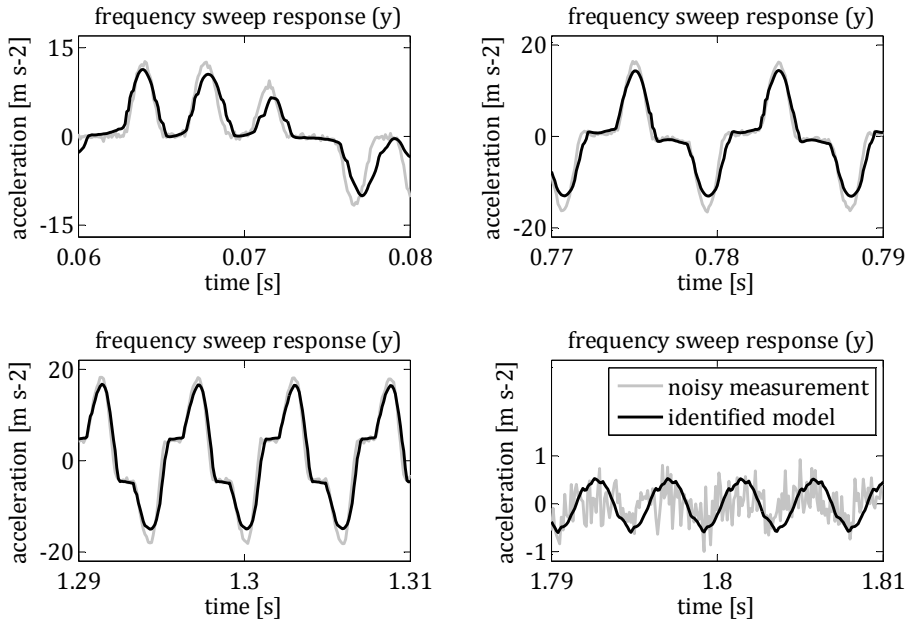 frequency sweep response (y)
acceleration [m s-2]
15
0
-15
0.06
0.07
0.08
time [s]
frequency sweep response (y)
acceleration [m s-2]
20
0
-20
0.77
0.78
0.79
time [s]
frequency sweep response (y)
acceleration [m s-2]
20
0
-20
1.29
1.3
1.31
time [s]
frequency sweep response (y)
acceleration [m s-2]
noisy measurement
identified model
1
0
-1
1.79
1.8
1.81
time [s]